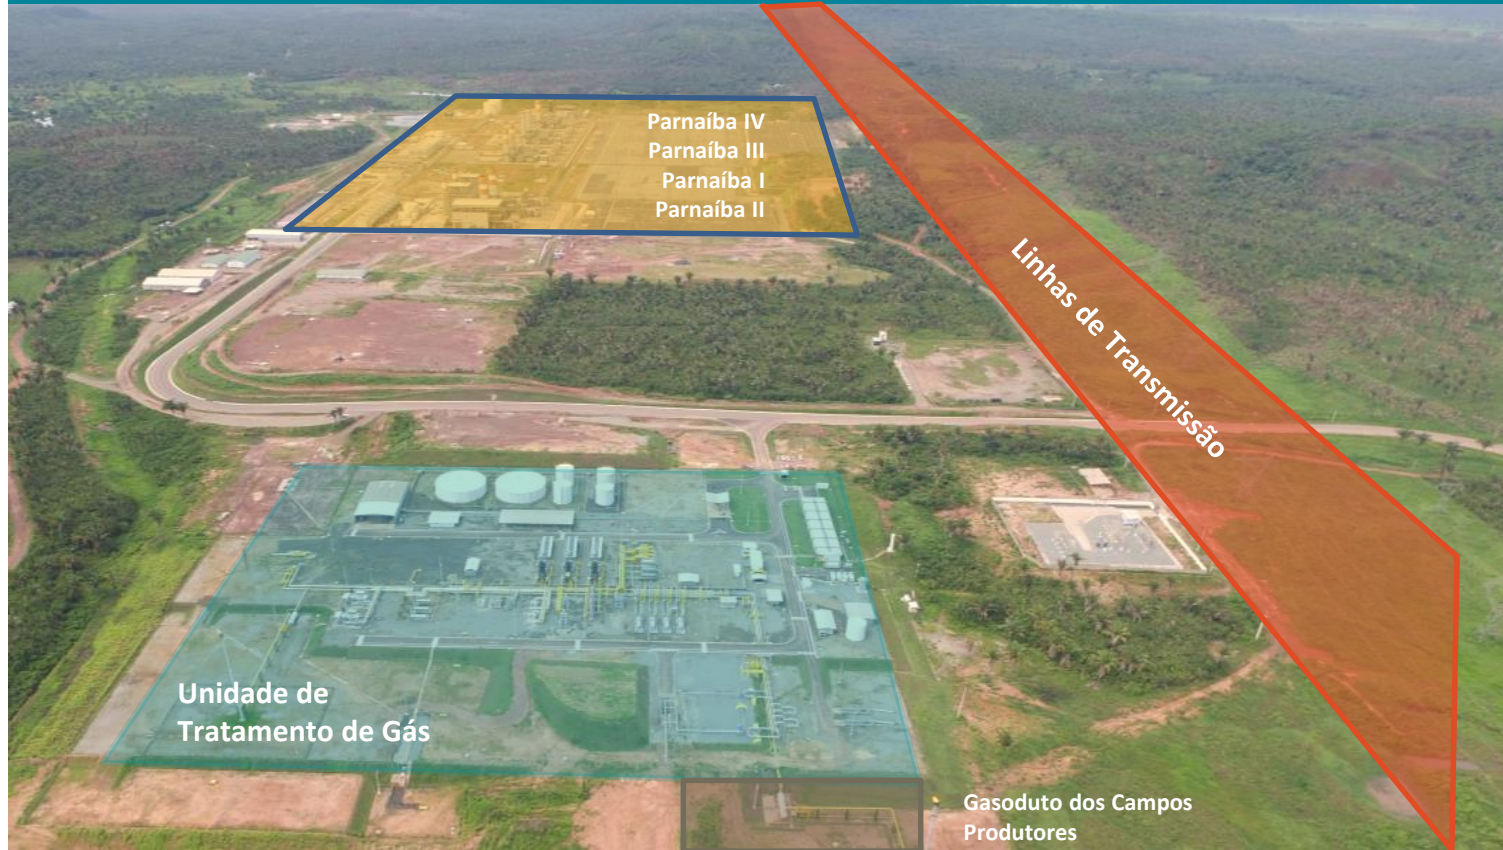 Parnaíba IV
Parnaíba III
Parnaíba I
Parnaíba II
Linhas de Transmissão
Unidade de
Tratamento de Gás
Gasoduto dos Campos
Produtores